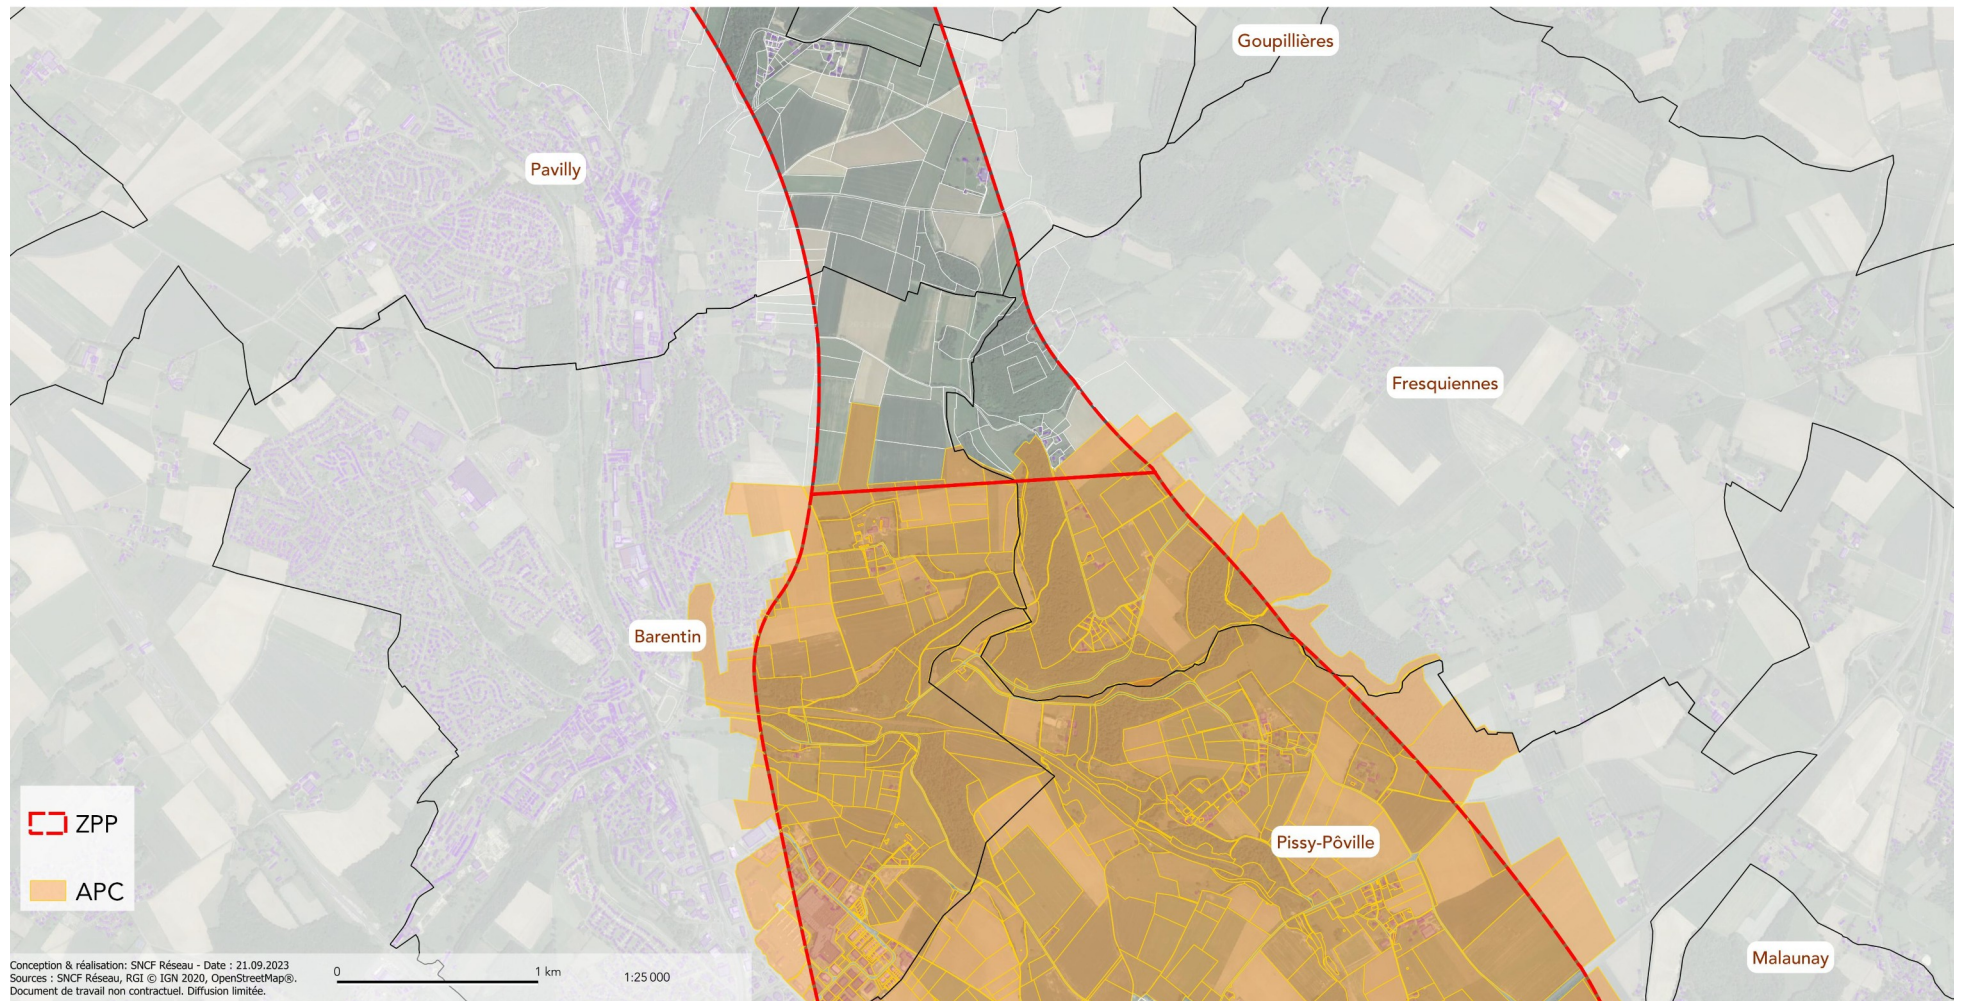 Goupillières
Pavilly
Fresquiennes
Barentin
ZPP
Pissy-Pôville
APC
Malaunay
Conception & réalisation: SNCF Réseau - Date : 21.09.2023
Sources : SNCF Réseau, RGI © IGN 2020, OpenStreetMap®.
Document de travail non contractuel. Diffusion limitée.
0 1 km
1:25 000